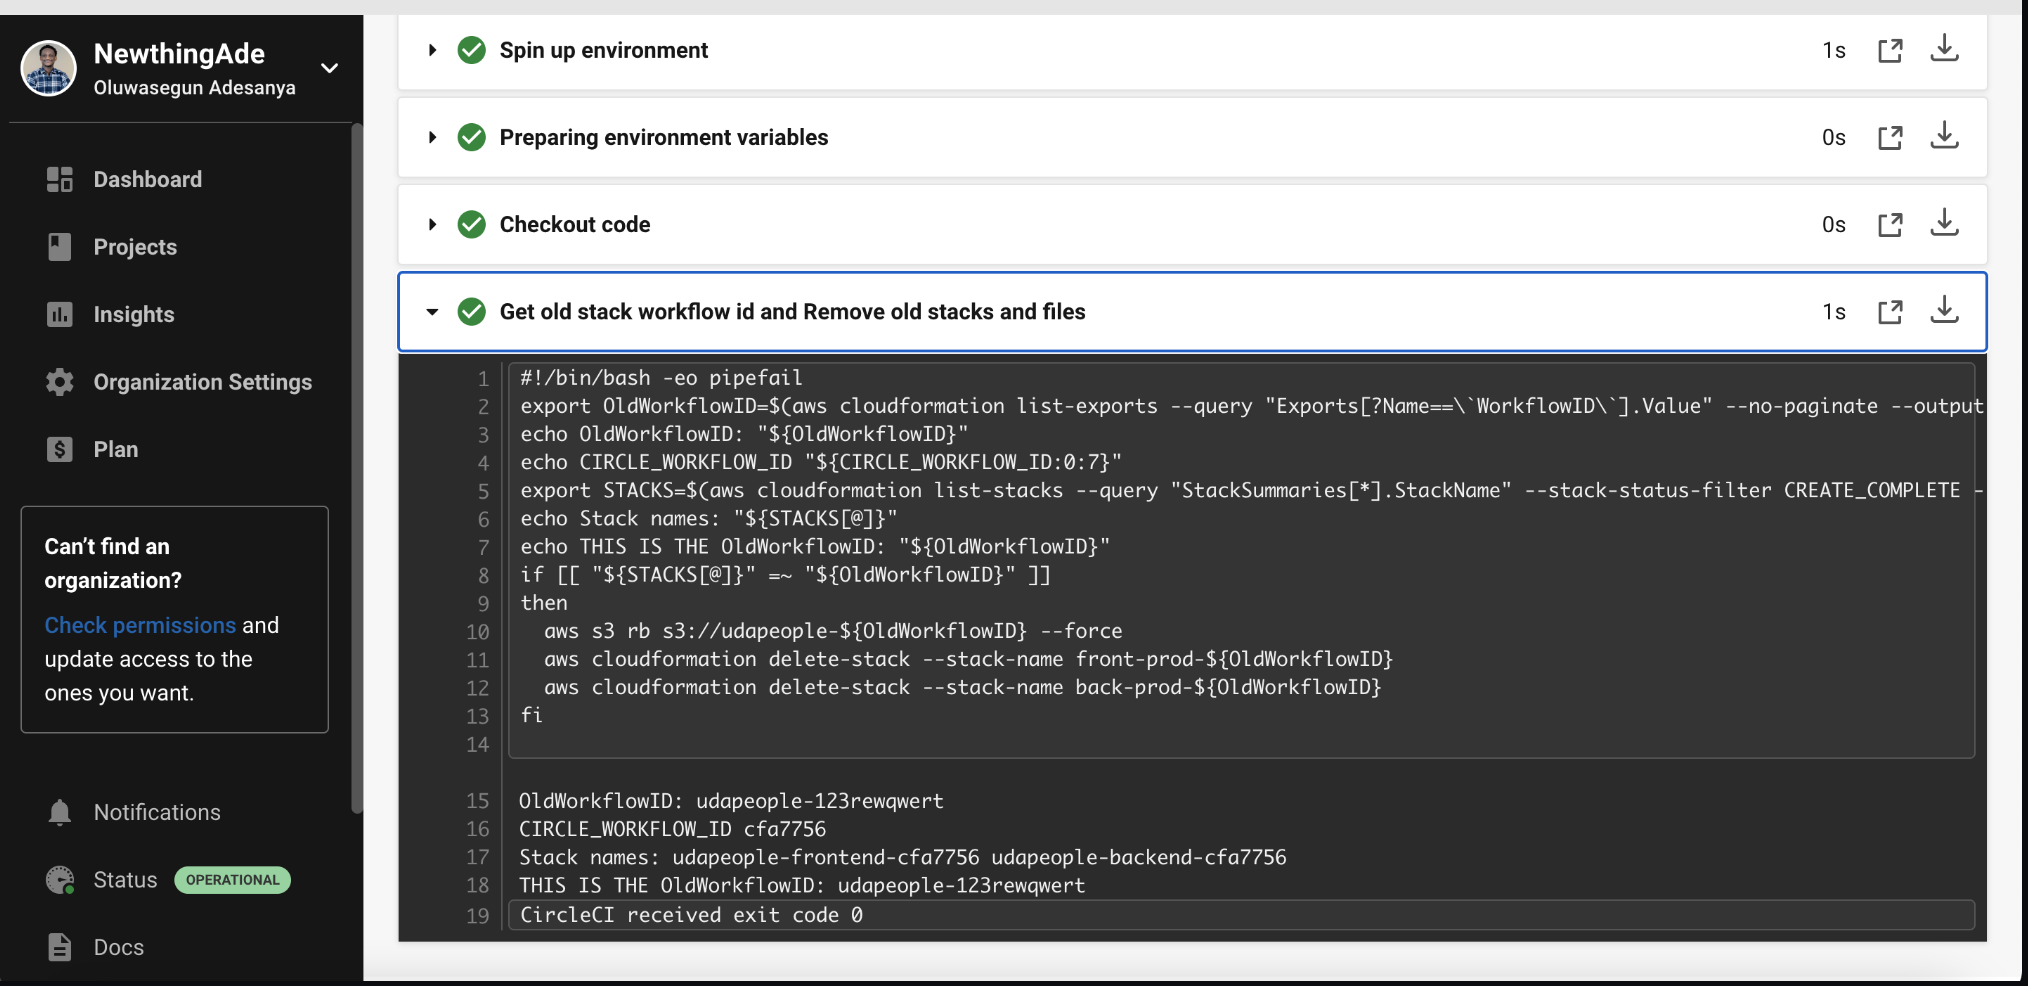 NewthingAde
Oluwasegun Adesanya
Dashboard
Projects
Insights
Organization Settings
Plan
Can’t find an
organization?
Check permissions and
update access to the
ones you want.
Notifications
Status OPERATIONAL
Docs
Spin up environment 1s
Preparing environment variables 0s
Checkout code 0s
Get old stack workflow id and Remove old stacks and files 1s
1 #!/bin/bash -eo pipefail
2 export OldWorkflowID=$(aws cloudformation list-exports --query "Exports[?Name==\`WorkflowID\`].Value" --no-paginate --output
3 echo OldWorkflowID: "${OldWorkflowID}"
4 echo CIRCLE_WORKFLOW_ID "${CIRCLE_WORKFLOW_ID:0:7}"
5 export STACKS=$(aws cloudformation list-stacks --query "StackSummaries[*].StackName" --stack-status-filter CREATE_COMPLETE -
6 echo Stack names: "${STACKS[@]}"
7 echo THIS IS THE OldWorkflowID: "${OldWorkflowID}"
8 if [[ "${STACKS[@]}" =~ "${OldWorkflowID}" ]]
9 then
10   aws s3 rb s3://udapeople-${OldWorkflowID} --force
11   aws cloudformation delete-stack --stack-name front-prod-${OldWorkflowID}
12   aws cloudformation delete-stack --stack-name back-prod-${OldWorkflowID}
13 fi
14
15 OldWorkflowID: udapeople-123rewqwert
16 CIRCLE_WORKFLOW_ID cfa7756
17 Stack names: udapeople-frontend-cfa7756 udapeople-backend-cfa7756
18 THIS IS THE OldWorkflowID: udapeople-123rewqwert
19 CircleCI received exit code 0